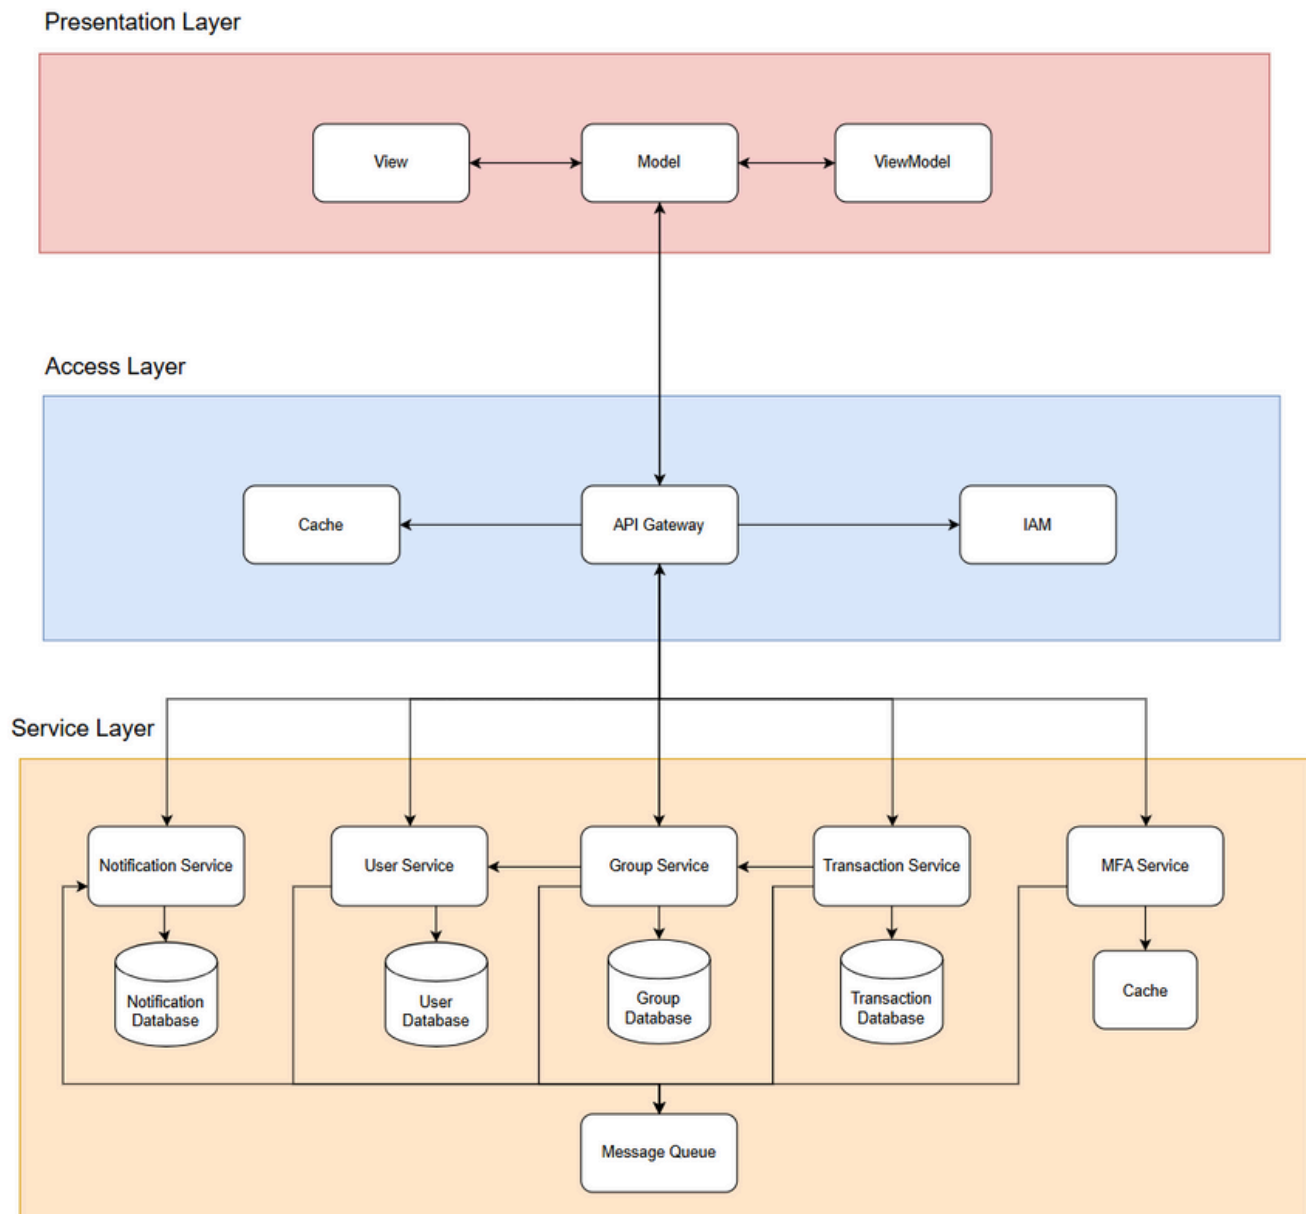 Presentation Layer
View
Model
ViewModel
Access Layer
Cache
API Gateway
IAM
Service Layer
Notification Service
User Service
Group Service
Transaction Service
MFA Service
Notification
Database
User
Database
Group
Database
Transaction
Database
Cache
Message Queue